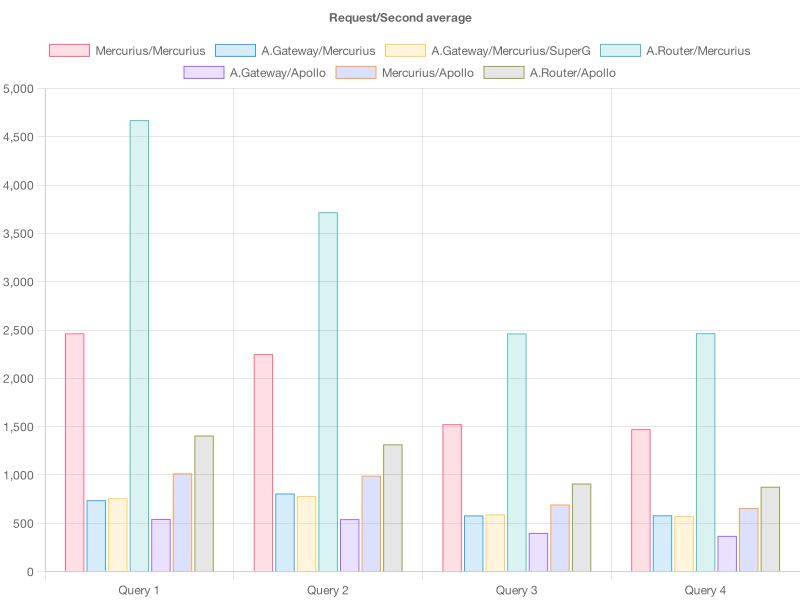 Request/Second average
Mercurius/Mercurius A.Gateway/Mercurius A.Gateway/Mercurius/SuperG A.Router/Mercurius
A.Gateway/Apollo Mercurius/Apollo A.Router/Apollo
5,000
4,500
4,000
3,500
3,000
2,500
2,000
1,500
1,000
500
0
Query 1 Query 2 Query 3 Query 4